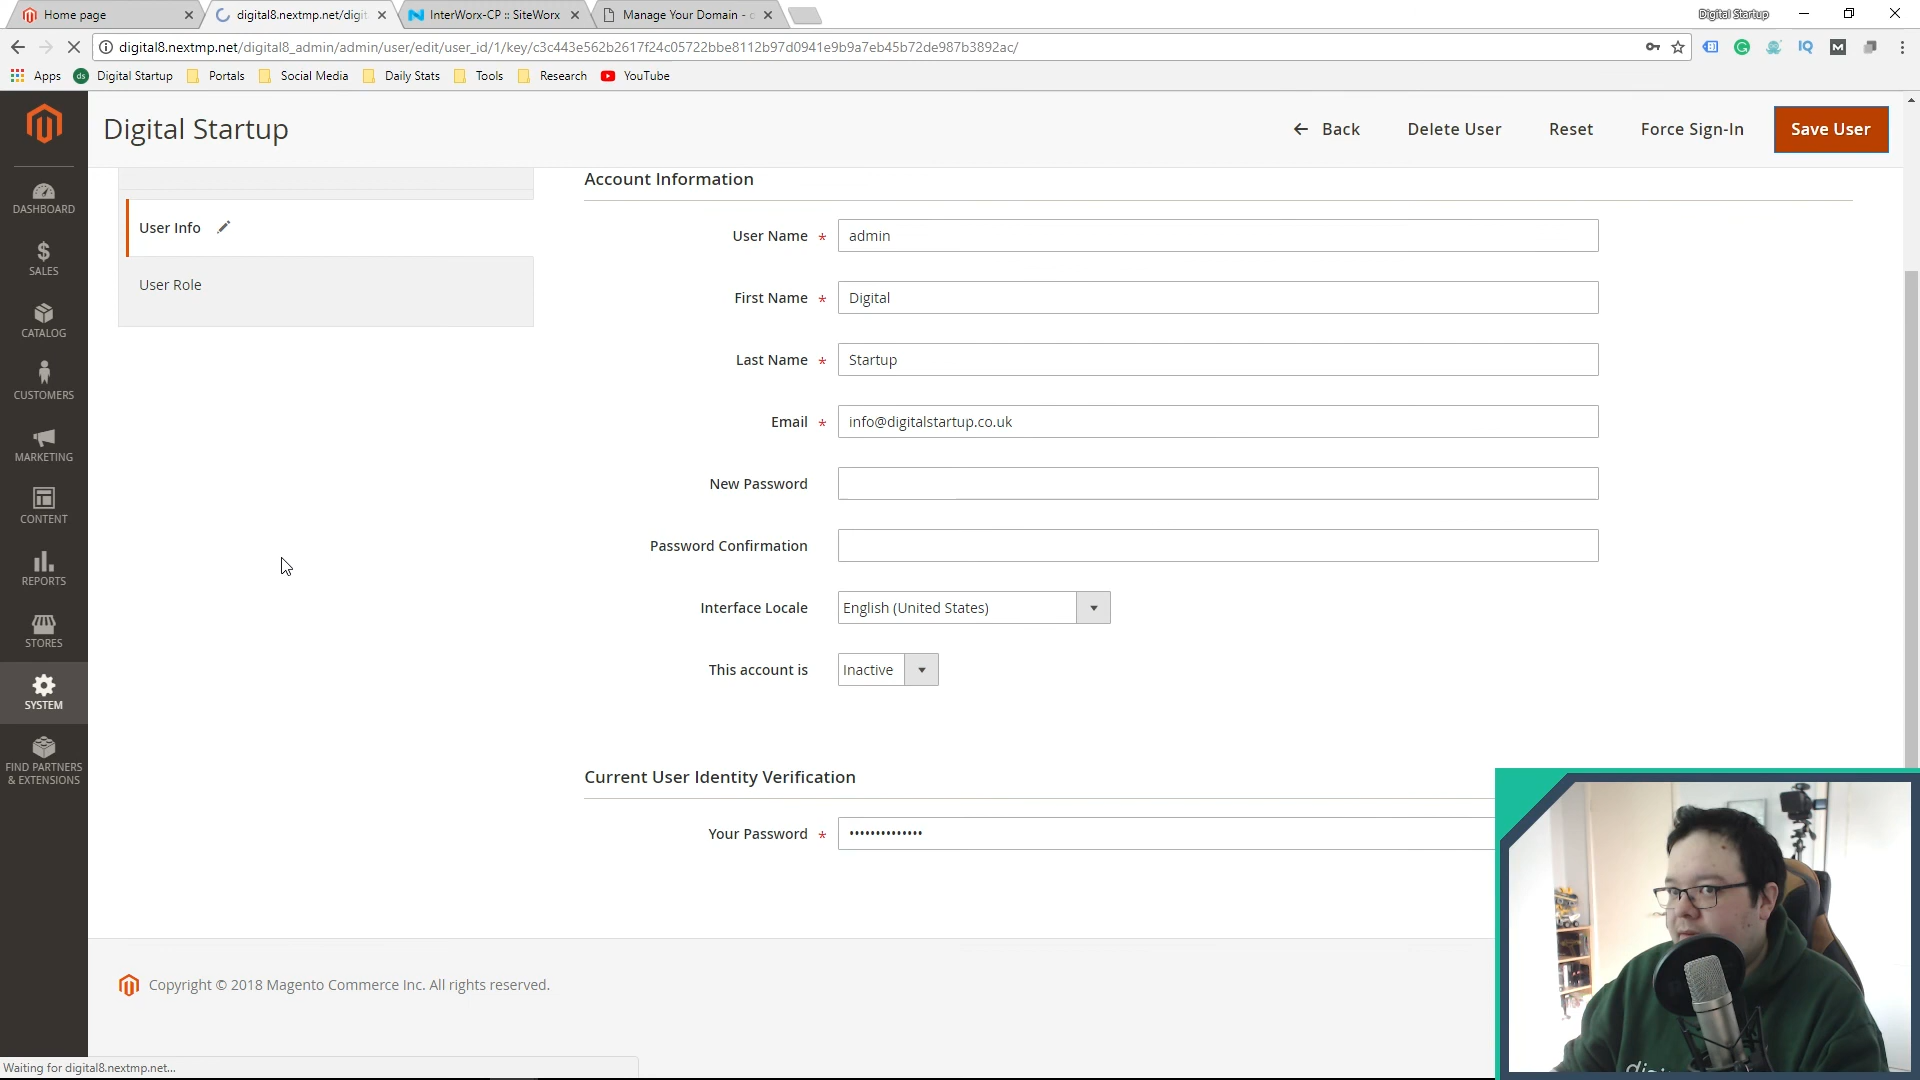 Home page
digital8.nextmp.net/digit
InterWorx-CP :: SiteWorx
Manage Your Domain -
Digital Startup
digital8.nextmp.net/digital8_admin/admin/user/edit/user_id/1/key/c3c443e562b2617f24c05722bbe8112b97d0941e9b9a7eb45b72de987b3892ac/
Apps
ds Digital Startup
Portals
Social Media
Daily Stats
Tools
Research
YouTube
Digital Startup
Back
Delete User
Reset
Force Sign-In
Save User
DASHBOARD
SALES
CATALOG
CUSTOMERS
MARKETING
CONTENT
REPORTS
STORES
SYSTEM
FIND PARTNERS
& EXTENSIONS
User Info
User Role
Account Information
User Name * admin
First Name * Digital
Last Name * Startup
Email * info@digitalstartup.co.uk
New Password
Password Confirmation
Interface Locale English (United States)
This account is Inactive
Current User Identity Verification
Your Password * ••••••••••••••
Copyright © 2018 Magento Commerce Inc. All rights reserved.
Waiting for digital8.nextmp.net...